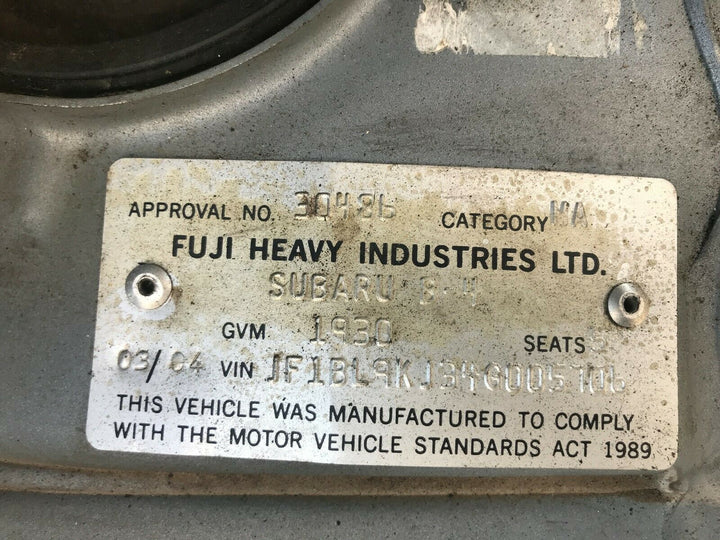 APPROVAL NO. 30486 CATEGORY MA
FUJI HEAVY INDUSTRIES LTD.
SUBARU B-4
GVM 1930 SEATS
03/04 VIN
THIS VEHICLE WAS MANUFACTURED TO COMPLY
WITH THE MOTOR VEHICLE STANDARDS ACT 1989